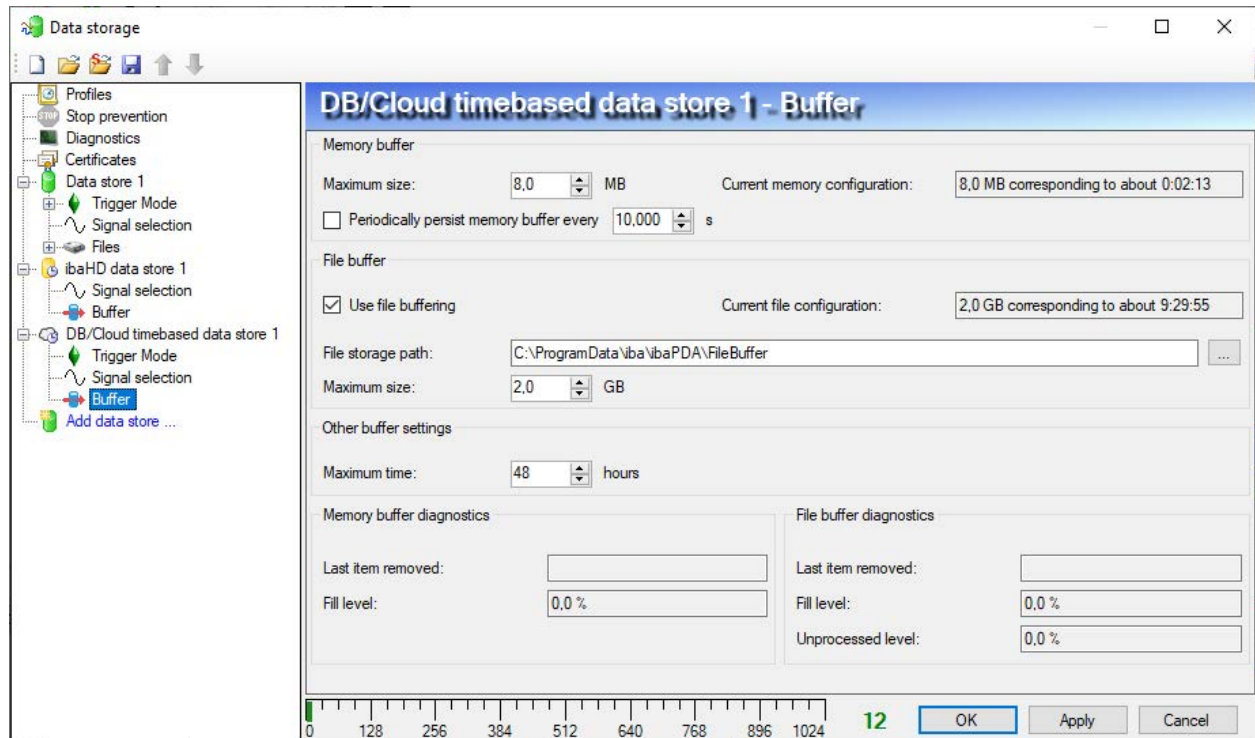 Data storage
Profiles
STOP Stop prevention
Diagnostics
Certificates
Data store 1
Trigger Mode
Signal selection
Files
ibaHD data store 1
Signal selection
Buffer
DB/Cloud timebased data store 1
Trigger Mode
Signal selection
Buffer
Add data store ...
DB/Cloud timebased data store 1 - Buffer
Memory buffer
Maximum size: 8,0 MB Current memory configuration: 8,0 MB corresponding to about 0:02:13
Periodically persist memory buffer every 10,000 s
File buffer
Use file buffering Current file configuration: 2,0 GB corresponding to about 9:29:55
File storage path: C:\ProgramData\iba\ibaPDA\FileBuffer ...
Maximum size: 2,0 GB
Other buffer settings
Maximum time: 48 hours
Memory buffer diagnostics
Last item removed:
Fill level: 0,0 %
File buffer diagnostics
Last item removed:
Fill level: 0,0 %
Unprocessed level: 0,0 %
0 128 256 384 512 640 768 896 1024 12 OK Apply Cancel